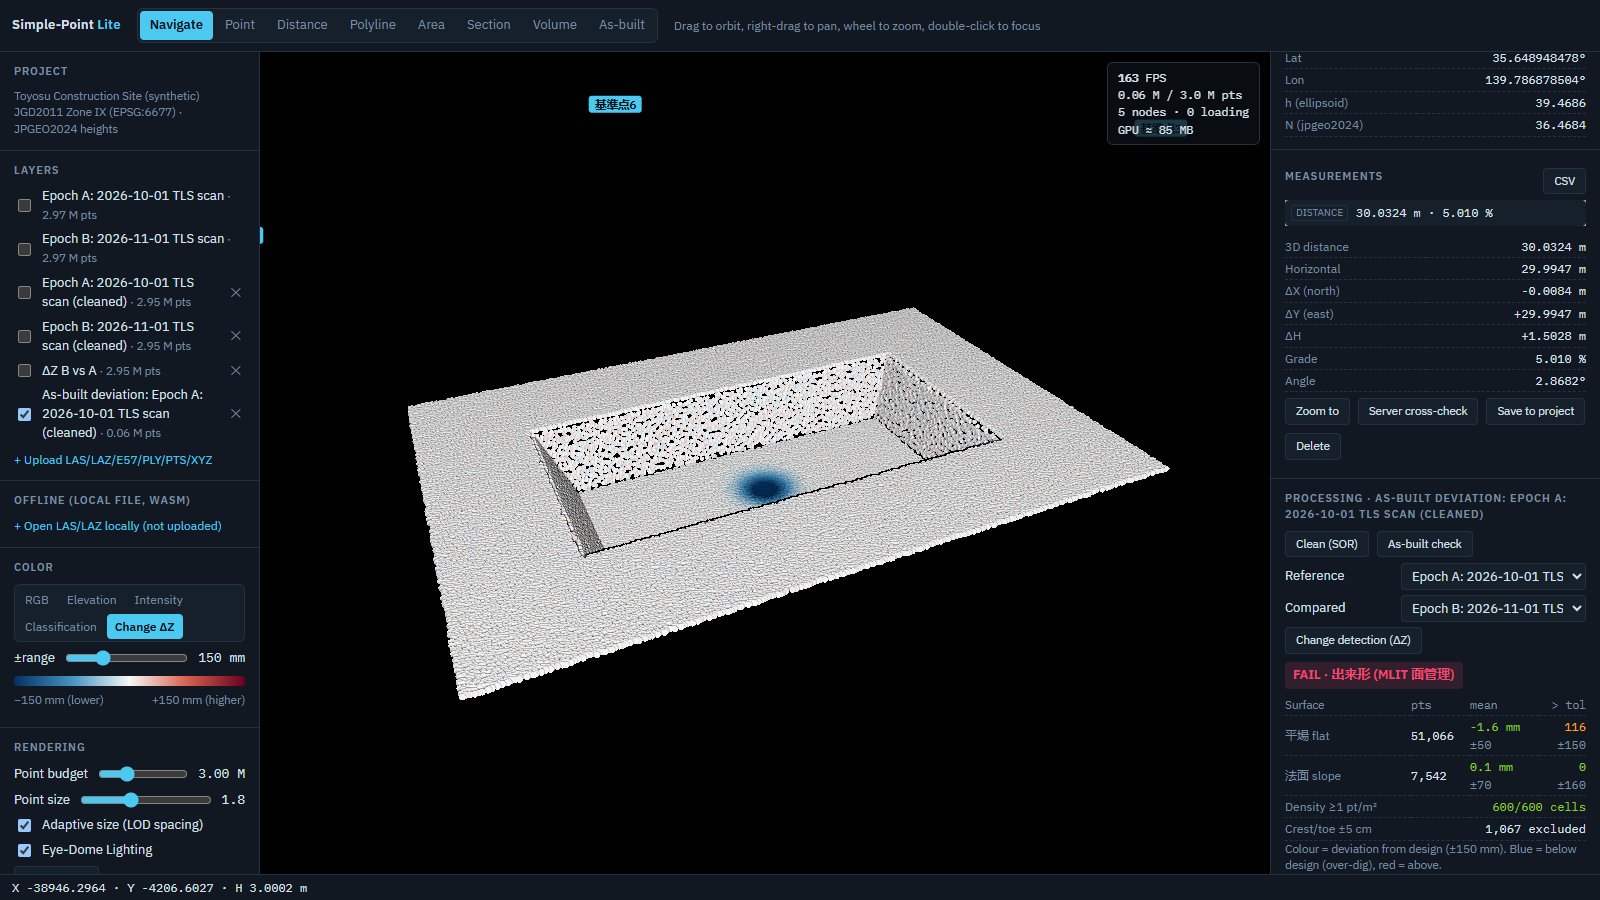 Simple-Point Lite
Navigate Point Distance Polyline Area Section Volume As-built
Drag to orbit, right-drag to pan, wheel to zoom, double-click to focus
PROJECT
Toyosu Construction Site (synthetic)
JGD2011 Zone IX (EPSG:6677) ·
JPGEO2024 heights
LAYERS
Epoch A: 2026-10-01 TLS scan ·
2.97 M pts
Epoch B: 2026-11-01 TLS scan ·
2.97 M pts
Epoch A: 2026-10-01 TLS
scan (cleaned) · 2.95 M pts
Epoch B: 2026-11-01 TLS
scan (cleaned) · 2.95 M pts
ΔZ B vs A · 2.95 M pts
As-built deviation: Epoch A:
2026-10-01 TLS scan
(cleaned) · 0.06 M pts
+ Upload LAS/LAZ/E57/PLY/PTS/XYZ
OFFLINE (LOCAL FILE, WASM)
+ Open LAS/LAZ locally (not uploaded)
COLOR
RGB Elevation Intensity
Classification Change ΔZ
±range 150 mm
−150 mm (lower) +150 mm (higher)
RENDERING
Point budget 3.00 M
Point size 1.8
Adaptive size (LOD spacing)
Eye-Dome Lighting
基準点6
163 FPS
0.06 M / 3.0 M pts
5 nodes · 0 loading
GPU ≈ 85 MB
Lat 35.648948478°
Lon 139.786878504°
h (ellipsoid) 39.4686
N (jpgeo2024) 36.4684
MEASUREMENTS CSV
DISTANCE 30.0324 m · 5.010 %
3D distance 30.0324 m
Horizontal 29.9947 m
ΔX (north) -0.0084 m
ΔY (east) +29.9947 m
ΔH +1.5028 m
Grade 5.010 %
Angle 2.8682°
Zoom to Server cross-check Save to project
Delete
PROCESSING · AS-BUILT DEVIATION: EPOCH A:
2026-10-01 TLS SCAN (CLEANED)
Clean (SOR) As-built check
Reference Epoch A: 2026-10-01 TLS
Compared Epoch B: 2026-11-01 TLS
Change detection (ΔZ)
FAIL · 出来形 (MLIT 面管理)
Surface pts mean > tol
平場 flat 51,066 -1.6 mm ±50 116 ±150
法面 slope 7,542 0.1 mm ±70 0 ±160
Density ≥1 pt/m² 600/600 cells
Crest/toe ±5 cm 1,067 excluded
Colour = deviation from design (±150 mm). Blue = below
design (over-dig), red = above.
X -38946.2964 · Y -4206.6027 · H 3.0002 m